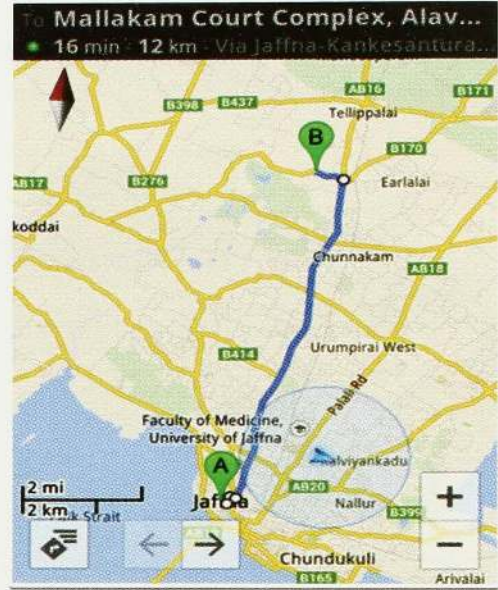 To Mallakam Court Complex, Alav...
16 min · 12 km · Via Jaffna-Kankesantura...
AB16
B171
B398
B437
Tellippalai
B
B170
AB17
B276
Earlalai
koddai
Chunnakam
AB18
B414
Urumpirai West
Palali Rd
Faculty of Medicine,
University of Jaffna
A
Kalviyankadu
2 mi
Jaffna
AB20
2 km
Strait
Nallur
B399
+
−
Chundukuli
B165
Arivalai